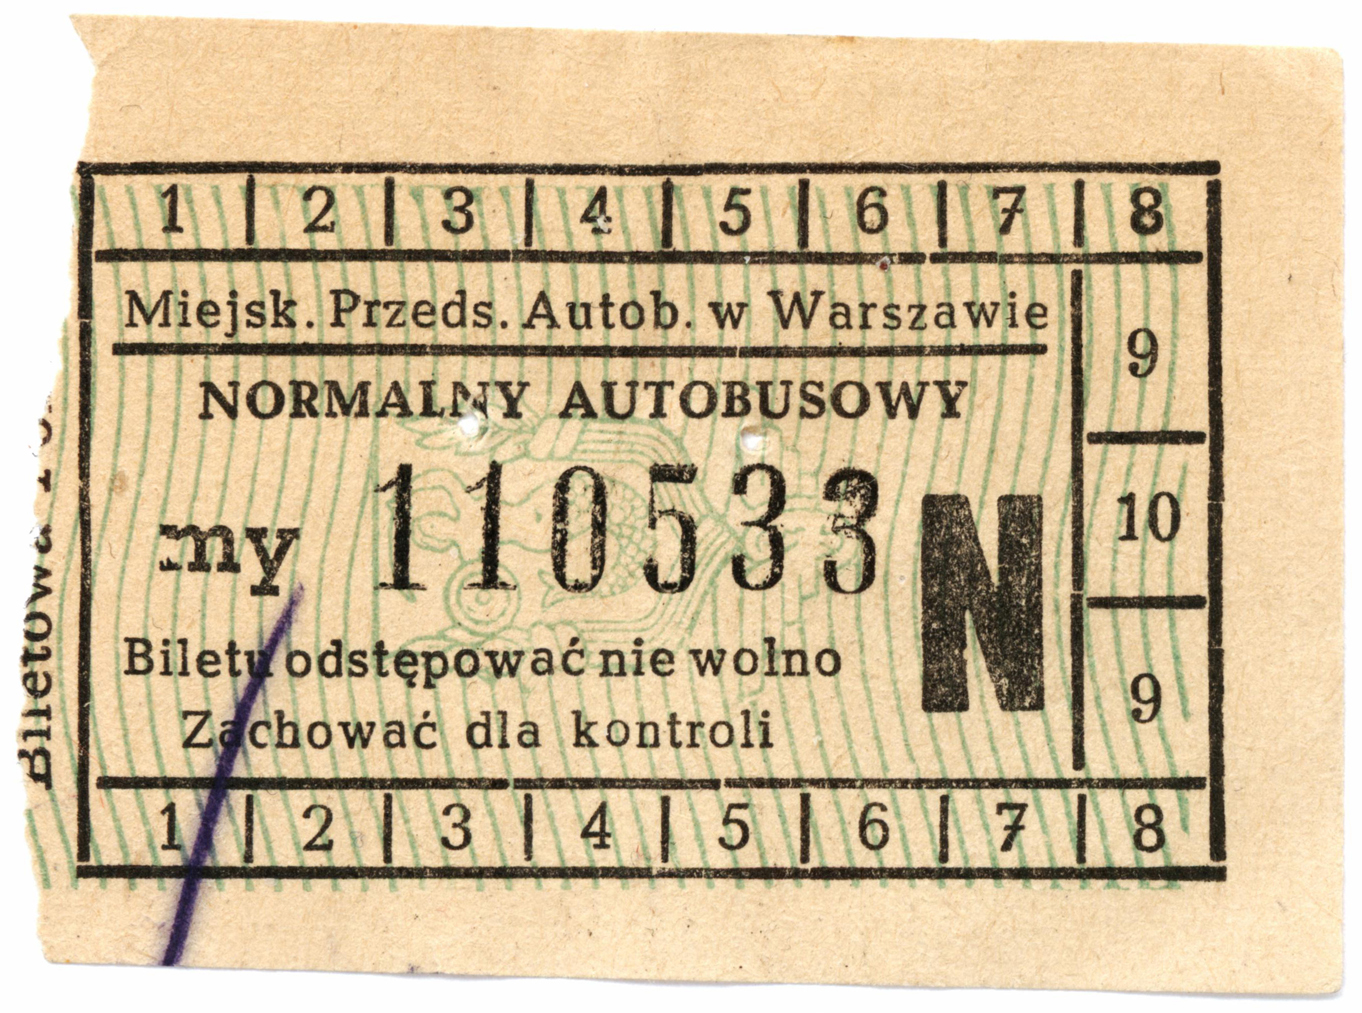 1 | 2 | 3 | 4 | 5 | 6 | 7 | 8
Miejsk. Przeds. Autob. w Warszawie
9
NORMALNY AUTOBUSOWY
my 110533 N
10
Biletu odstępować nie wolno
9
Zachować dla kontroli
1 | 2 | 3 | 4 | 5 | 6 | 7 | 8
Biletowa